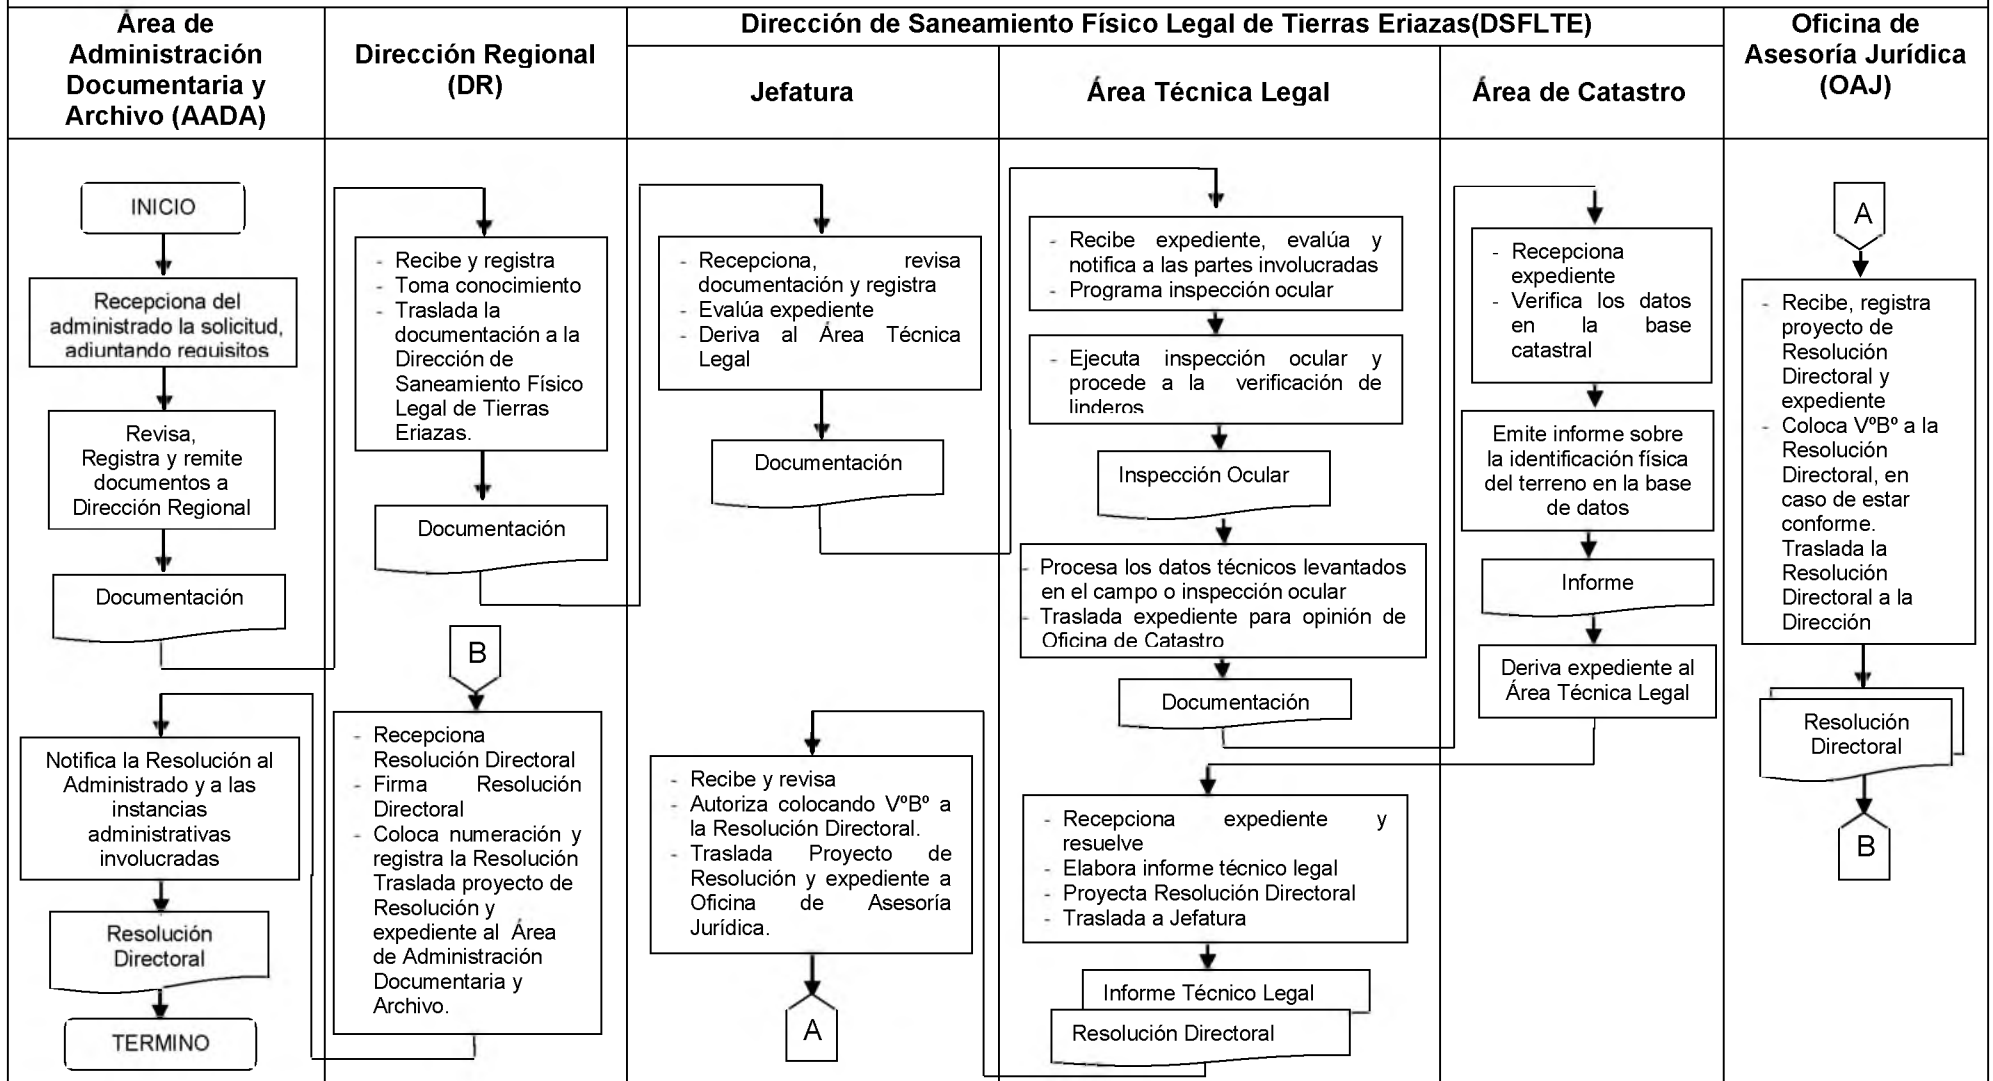 Área de
Administración
Documentaria y
Archivo (AADA)
Dirección Regional
(DR)
Dirección de Saneamiento Físico Legal de Tierras Eriazas(DSFLTE)
Jefatura
Área Técnica Legal
Área de Catastro
Oficina de
Asesoría Jurídica
(OAJ)
INICIO
Recepciona del
administrado la solicitud,
adjuntando requisitos
Revisa,
Registra y remite
documentos a
Dirección Regional
Documentación
Notifica la Resolución al
Administrado y a las
instancias
administrativas
involucradas
Resolución
Directoral
TERMINO
- Recibe y registra
- Toma conocimiento
- Traslada la
documentación a la
Dirección de
Saneamiento Físico
Legal de Tierras
Eriazas.
Documentación
B
- Recepciona
Resolución Directoral
- Firma Resolución
Directoral
- Coloca numeración y
registra la Resolución
Traslada proyecto de
Resolución y
expediente al Área
de Administración
Documentaria y
Archivo.
- Recepciona, revisa
documentación y registra
- Evalúa expediente
- Deriva al Área Técnica
Legal
Documentación
- Recibe y revisa
- Autoriza colocando VºBº a
la Resolución Directoral.
- Traslada Proyecto de
Resolución y expediente a
Oficina de Asesoría
Jurídica.
A
- Recibe expediente, evalúa y
notifica a las partes involucradas
- Programa inspección ocular
- Ejecuta inspección ocular y
procede a la verificación de
linderos
Inspección Ocular
- Procesa los datos técnicos levantados
en el campo o inspección ocular
- Traslada expediente para opinión de
Oficina de Catastro
Documentación
- Recepciona expediente y
resuelve
- Elabora informe técnico legal
- Proyecta Resolución Directoral
- Traslada a Jefatura
Informe Técnico Legal
Resolución Directoral
- Recepciona
expediente
- Verifica los datos
en la base
catastral
Emite informe sobre
la identificación física
del terreno en la base
de datos
Informe
Deriva expediente al
Área Técnica Legal
A
- Recibe, registra
proyecto de
Resolución
Directoral y
expediente
- Coloca VºBº a la
Resolución
Directoral, en
caso de estar
conforme.
Traslada la
Resolución
Directoral a la
Dirección
Resolución
Directoral
B